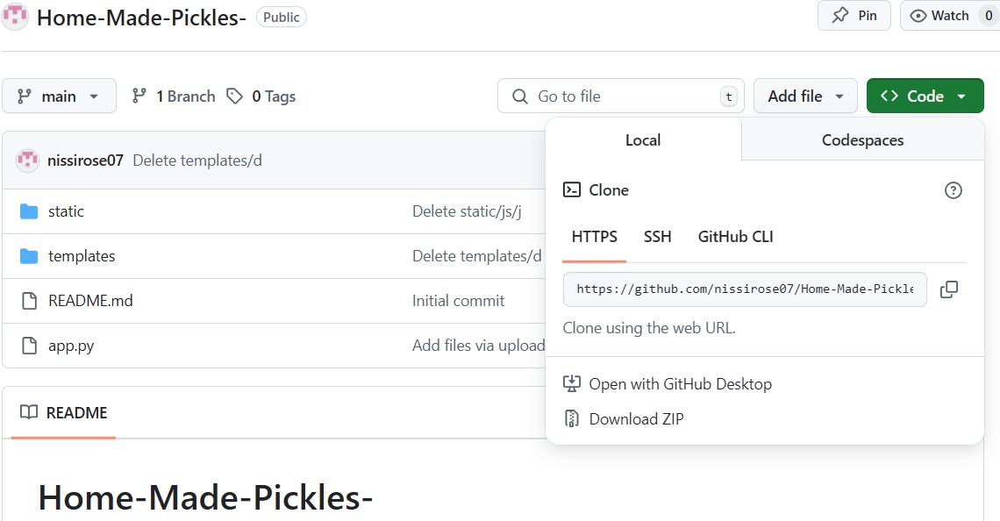 Home-Made-Pickles- Public Pin Watch 0
main 1 Branch 0 Tags Go to file t Add file Code
Local Codespaces
nissirose07 Delete templates/d
Clone
static Delete static/js/j
HTTPS SSH GitHub CLI
templates Delete templates/d
https://github.com/nissirose07/Home-Made-Pickle
README.md Initial commit
Clone using the web URL.
app.py Add files via upload
Open with GitHub Desktop
README
Download ZIP
Home-Made-Pickles-